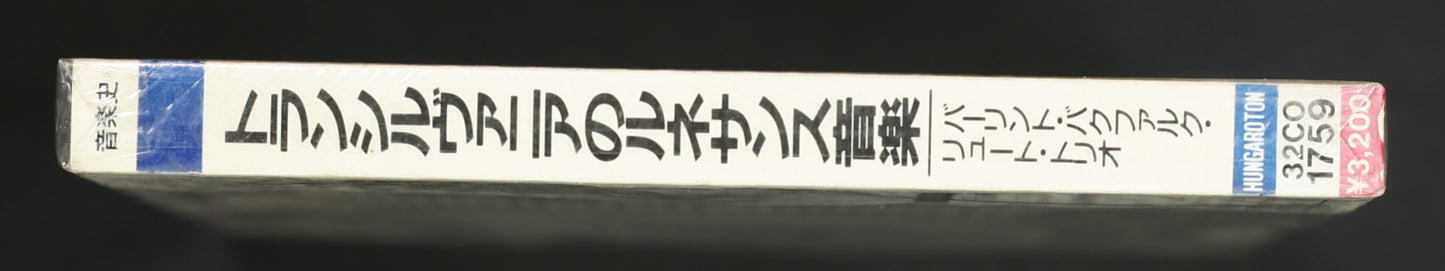 音楽史
トランシルヴァニアのルネサンス音楽
バーリント・バクファルク・
リュート・トリオ
HUNGAROTON
32CO
1759
¥3,200